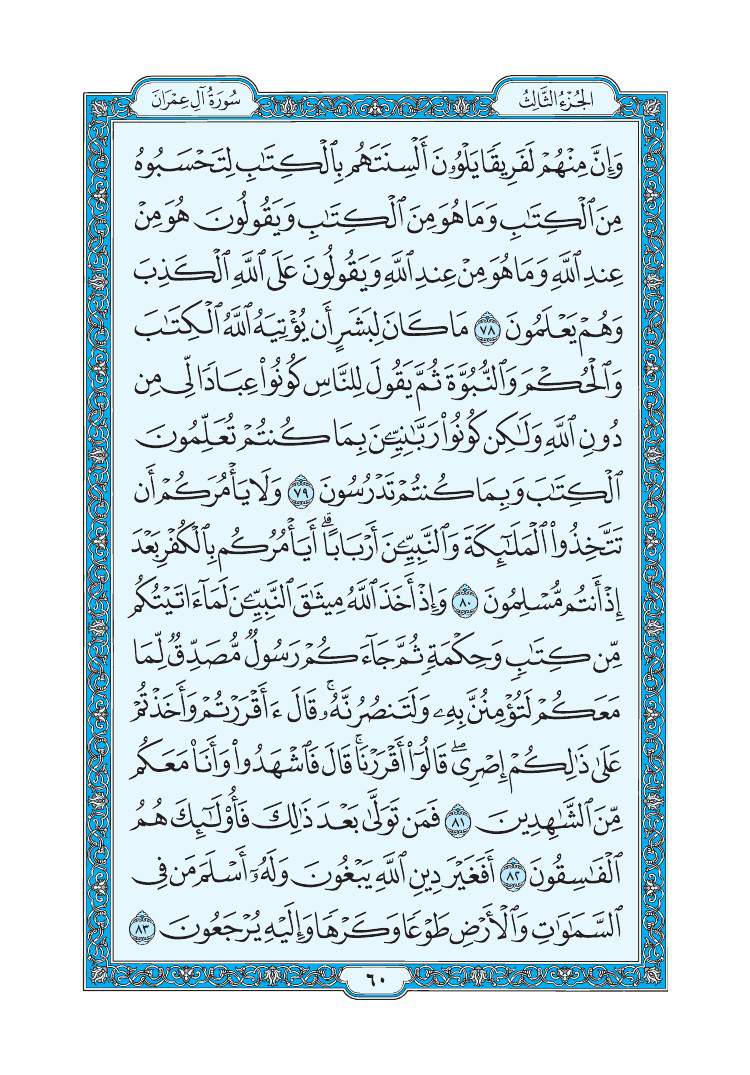 الجُزْءُ الثَّالِثُ
سُورَةُ آلِ عِمْرَانَ
وَإِنَّ مِنْهُمْ لَفَرِيقًا يَلْوُۥنَ أَلْسِنَتَهُم بِٱلْكِتَٰبِ لِتَحْسَبُوهُ
مِنَ ٱلْكِتَٰبِ وَمَا هُوَ مِنَ ٱلْكِتَٰبِ وَيَقُولُونَ هُوَ مِنْ
عِندِ ٱللَّهِ وَمَا هُوَ مِنْ عِندِ ٱللَّهِ وَيَقُولُونَ عَلَى ٱللَّهِ ٱلْكَذِبَ
وَهُمْ يَعْلَمُونَ ٧٨ مَا كَانَ لِبَشَرٍ أَن يُؤْتِيَهُ ٱللَّهُ ٱلْكِتَٰبَ
وَٱلْحُكْمَ وَٱلنُّبُوَّةَ ثُمَّ يَقُولَ لِلنَّاسِ كُونُوا۟ عِبَادًا لِّى مِن
دُونِ ٱللَّهِ وَلَٰكِن كُونُوا۟ رَبَّٰنِيِّۦنَ بِمَا كُنتُمْ تُعَلِّمُونَ
ٱلْكِتَٰبَ وَبِمَا كُنتُمْ تَدْرُسُونَ ٧٩ وَلَا يَأْمُرَكُمْ أَن
تَتَّخِذُوا۟ ٱلْمَلَٰٓئِكَةَ وَٱلنَّبِيِّۦنَ أَرْبَابًا ۗ أَيَأْمُرُكُم بِٱلْكُفْرِ بَعْدَ
إِذْ أَنتُم مُّسْلِمُونَ ٨٠ وَإِذْ أَخَذَ ٱللَّهُ مِيثَٰقَ ٱلنَّبِيِّۦنَ لَمَآ ءَاتَيْتُكُم
مِّن كِتَٰبٍ وَحِكْمَةٍ ثُمَّ جَآءَكُمْ رَسُولٌ مُّصَدِّقٌ لِّمَا
مَعَكُمْ لَتُؤْمِنُنَّ بِهِۦ وَلَتَنصُرُنَّهُۥ ۚ قَالَ ءَأَقْرَرْتُمْ وَأَخَذْتُمْ
عَلَىٰ ذَٰلِكُمْ إِصْرِى ۖ قَالُوٓا۟ أَقْرَرْنَا ۚ قَالَ فَٱشْهَدُوا۟ وَأَنَا۠ مَعَكُم
مِّنَ ٱلشَّٰهِدِينَ ٨١ فَمَن تَوَلَّىٰ بَعْدَ ذَٰلِكَ فَأُو۟لَٰٓئِكَ هُمُ
ٱلْفَٰسِقُونَ ٨٢ أَفَغَيْرَ دِينِ ٱللَّهِ يَبْغُونَ وَلَهُۥٓ أَسْلَمَ مَن فِى
ٱلسَّمَٰوَٰتِ وَٱلْأَرْضِ طَوْعًا وَكَرْهًا وَإِلَيْهِ يُرْجَعُونَ ٨٣
٦٠